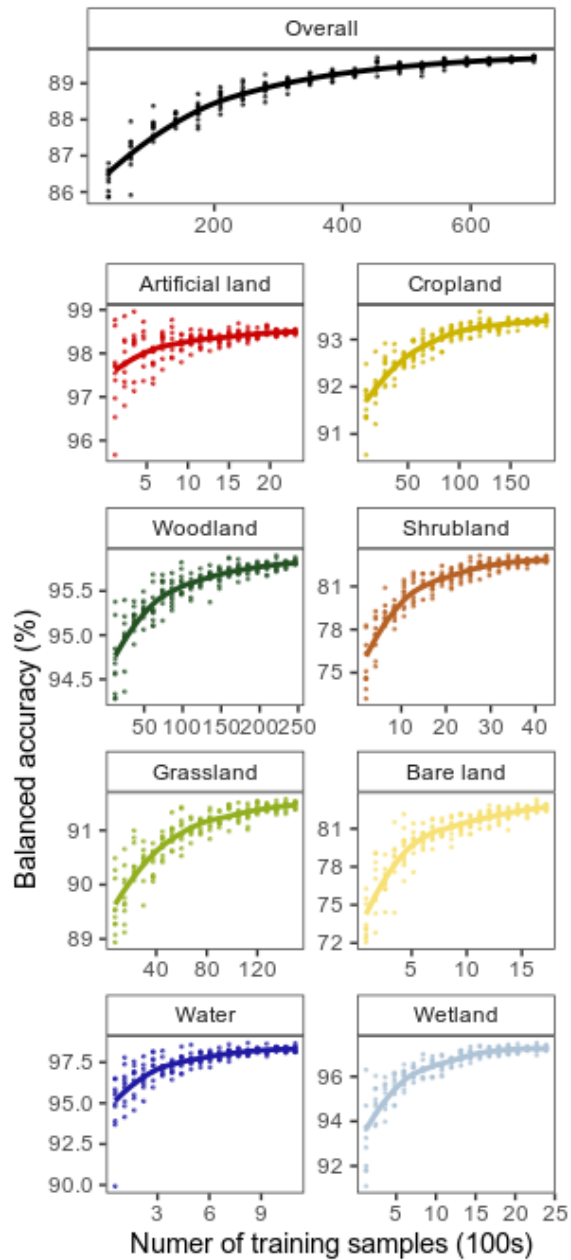 Overall
89
88
87
86
200 400 600
Artificial land Cropland
99
98
97
96
93
92
91
5 10 15 20
50 100 150
Woodland Shrubland
95.5
95.0
94.5
81
78
75
50 100 150 200 250
10 20 30 40
Grassland Bare land
91
90
89
81
78
75
72
40 80 120
5 10 15
Water Wetland
97.5
95.0
92.5
90.0
96
94
92
3 6 9
5 10 15 20 25
Balanced accuracy (%)
Numer of training samples (100s)